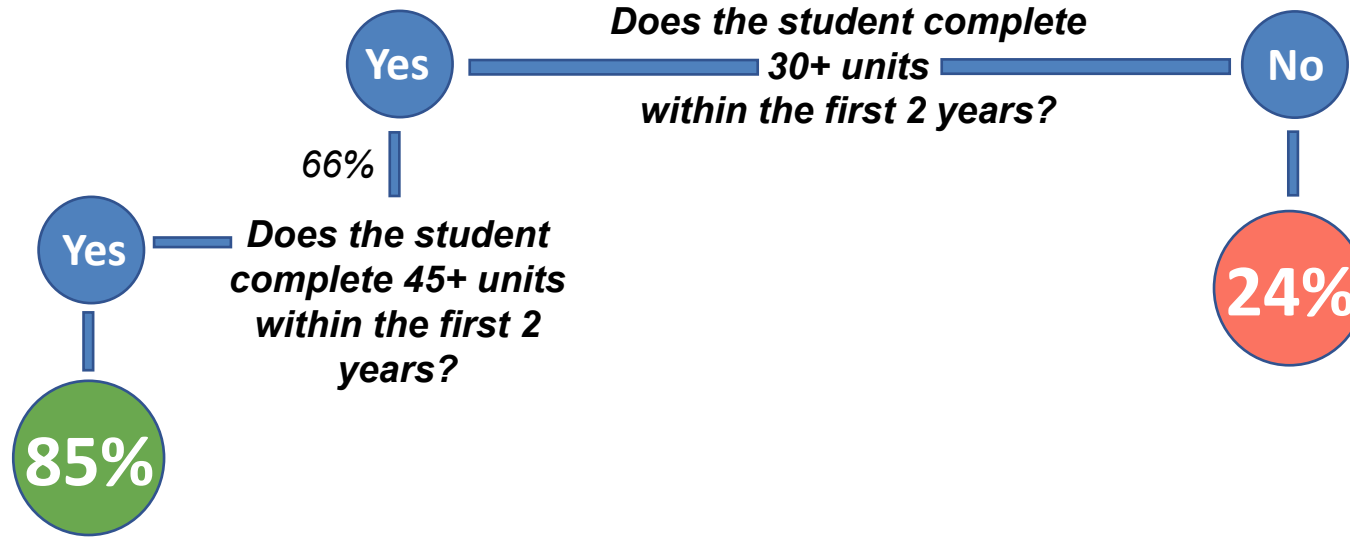 Does the student complete
Yes
30+ units
No
within the first 2 years?
66%
Yes
Does the student
complete 45+ units
within the first 2
years?
24%
85%